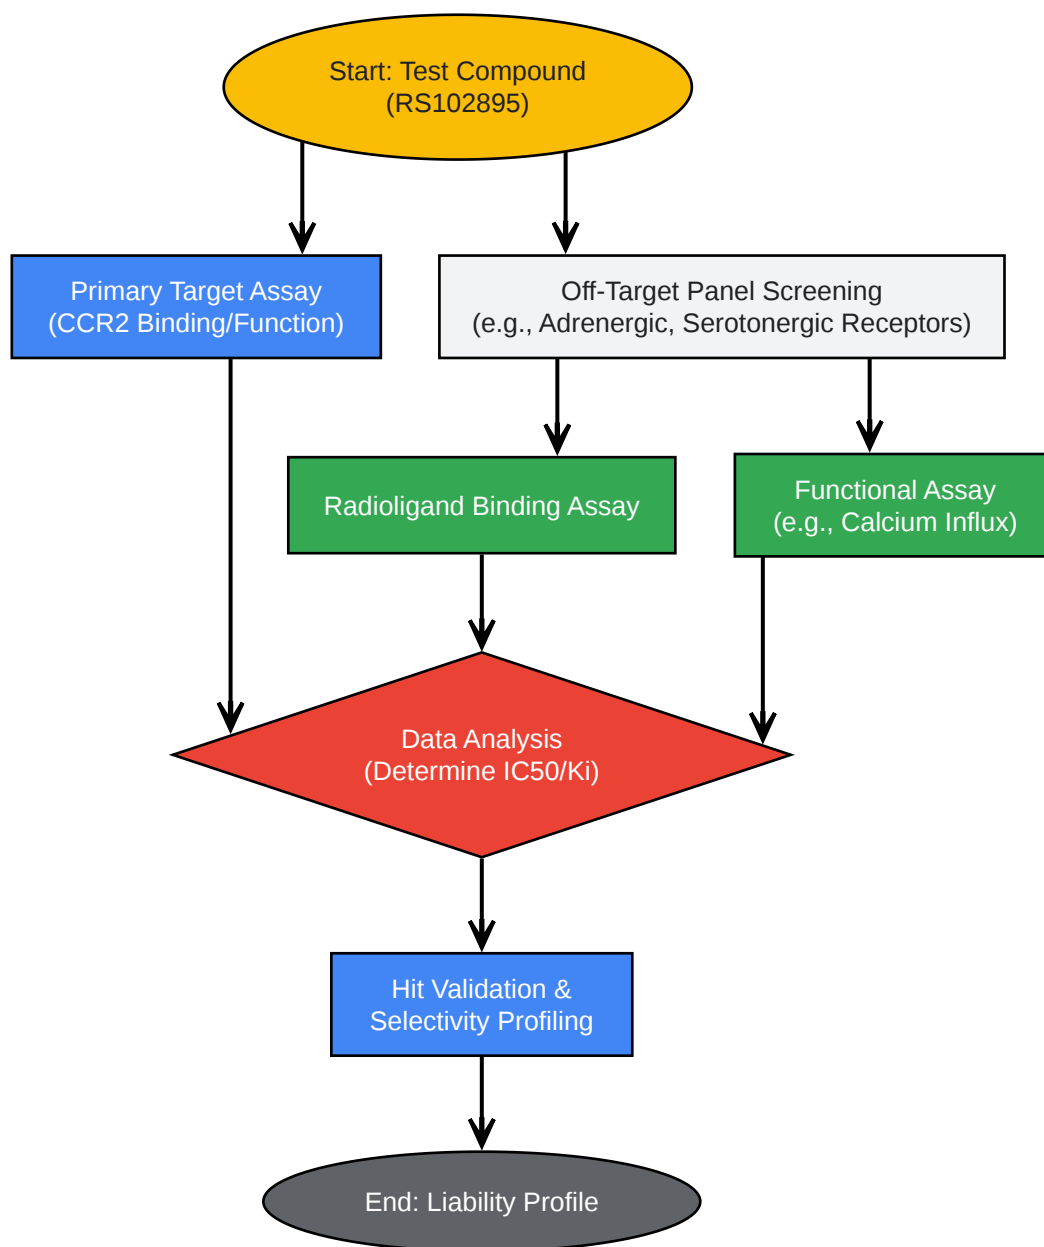 Start: Test Compound
(RS102895)
Primary Target Assay
(CCR2 Binding/Function)
Off-Target Panel Screening
(e.g., Adrenergic, Serotonergic Receptors)
Radioligand Binding Assay
Functional Assay
(e.g., Calcium Influx)
Data Analysis
(Determine IC50/Ki)
Hit Validation &
Selectivity Profiling
End: Liability Profile